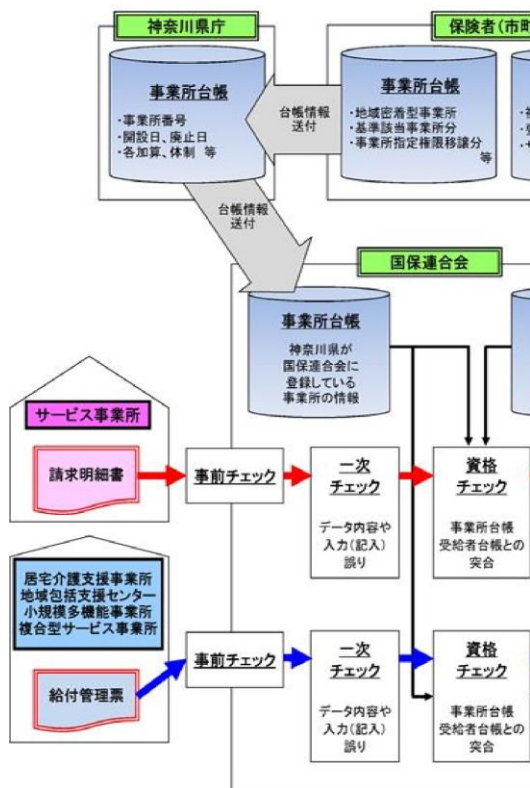 神奈川県庁
保険者(市町
事業所台帳
・事業所番号
・開設日、廃止日
・各加算、体制 等
台帳情報
送付
事業所台帳
・地域密着型事業所
・基準該当事業所分
・事業所指定権限移譲分
等
台帳情報
送付
国保連合会
事業所台帳
神奈川県が
国保連合会に
登録している
事業所の情報
サービス事業所
請求明細書
事前チェック
一次
チェック
データ内容や
入力(記入)
誤り
資格
チェック
事業所台帳
受給者台帳との
突合
居宅介護支援事業所
地域包括支援センター
小規模多機能事業所
複合型サービス事業所
給付管理票
事前チェック
一次
チェック
データ内容や
入力(記入)
誤り
資格
チェック
事業所台帳
受給者台帳との
突合